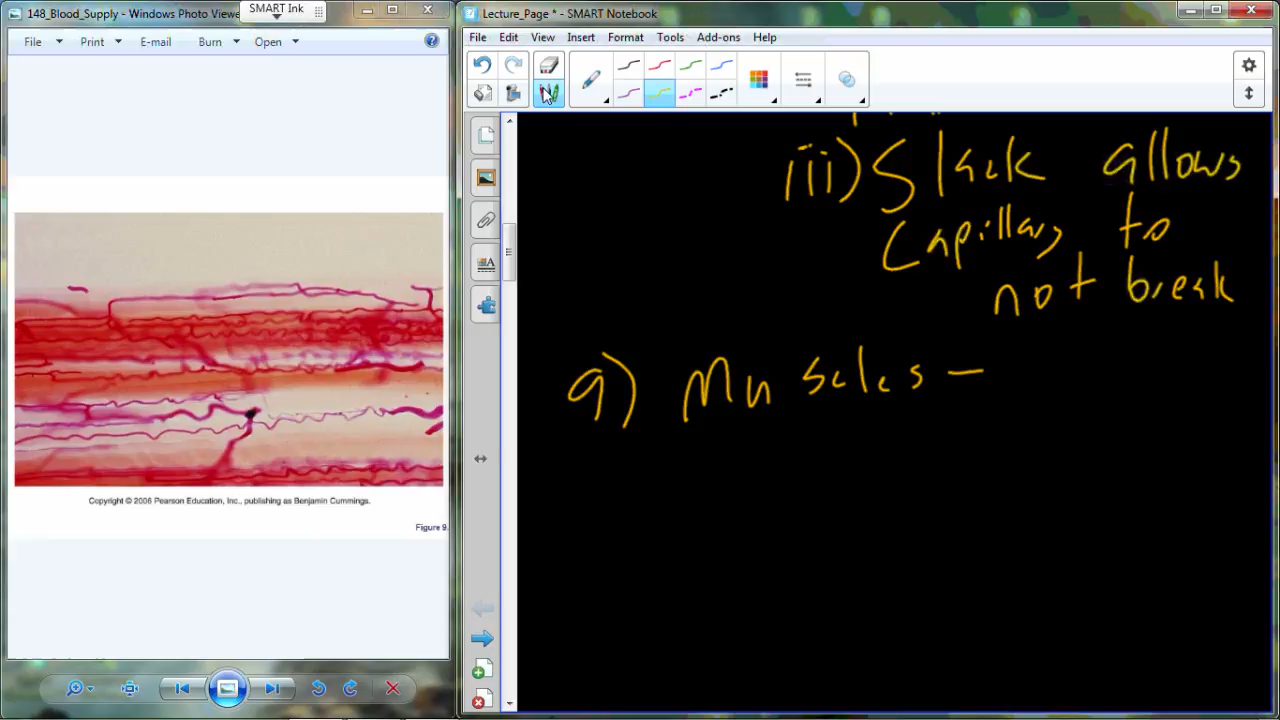 148_Blood_Supply - Windows Photo Viewer
SMART Ink
File Print E-mail Burn Open
Copyright © 2006 Pearson Education, Inc., publishing as Benjamin Cummings.
Figure 9.
Lecture_Page * - SMART Notebook
File Edit View Insert Format Tools Add-ons Help
iii) Slack allows
capillary to
not break
9) Muscles -